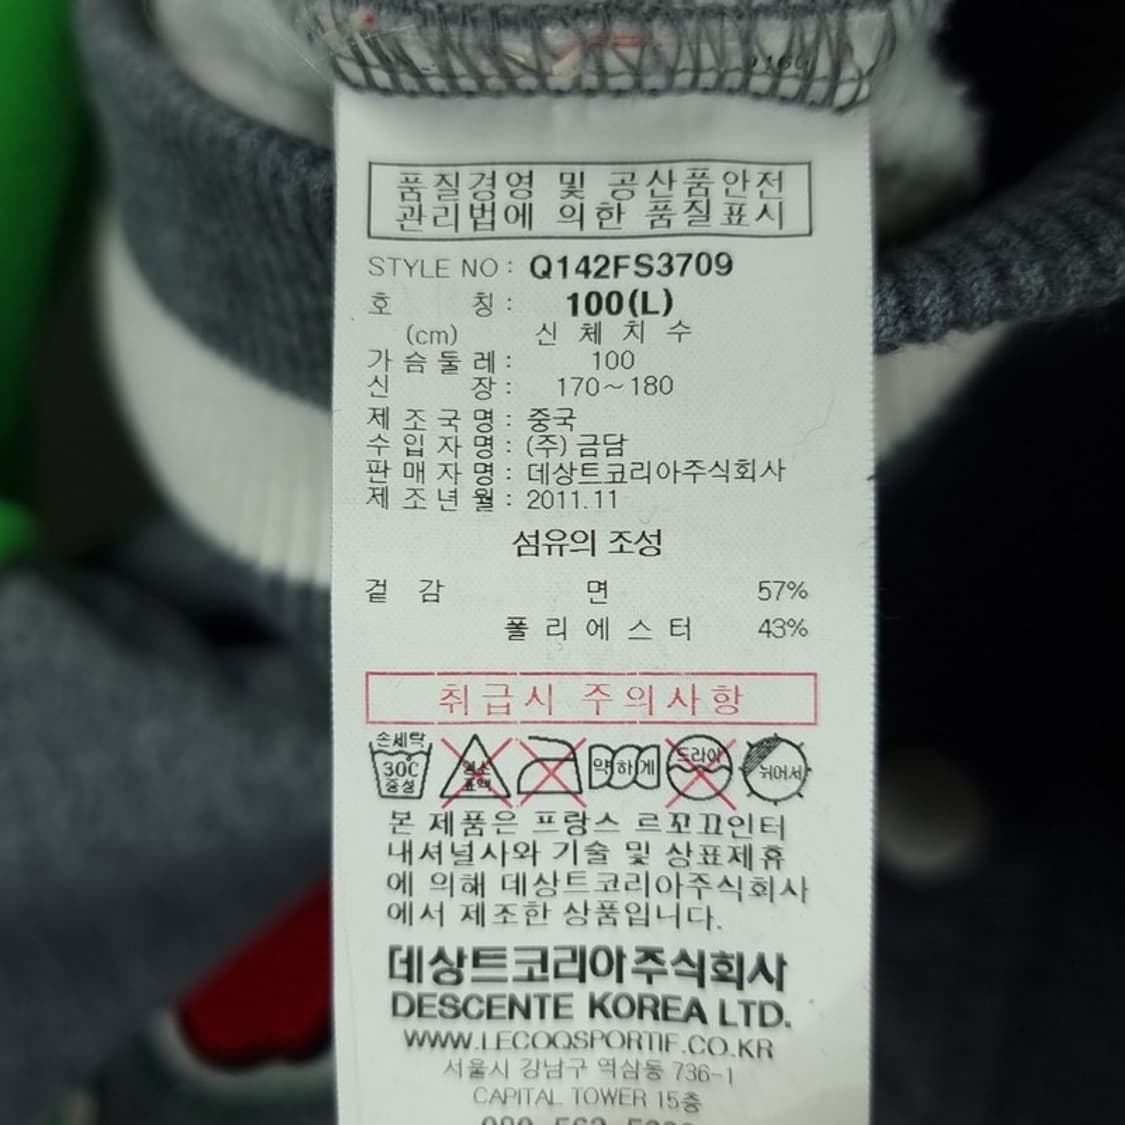 품질경영 및 공산품안전
관리법에 의한 품질표시
STYLE NO : Q142FS3709
호 칭 : 100(L)
(cm) 신 체 치 수
가 슴 둘 레 : 100
신 장 : 170~180
제 조 국 명 : 중국
수 입 자 명 : (주) 금담
판 매 자 명 : 데상트코리아주식회사
제 조 년 월 : 2011.11
섬유의 조성
겉 감 면 57%
폴 리 에 스 터 43%
취급시 주의사항
손세탁 30C 중성
염소 표백
약하게
드라이
뉘어서
본 제품은 프랑스 르꼬끄인터
내셔널사와 기술 및 상표제휴
에 의해 데상트코리아주식회사
에서 제조한 상품입니다.
데상트코리아주식회사
DESCENTE KOREA LTD.
WWW.LECOQSPORTIF.CO.KR
서울시 강남구 역삼동 736-1
CAPITAL TOWER 15층